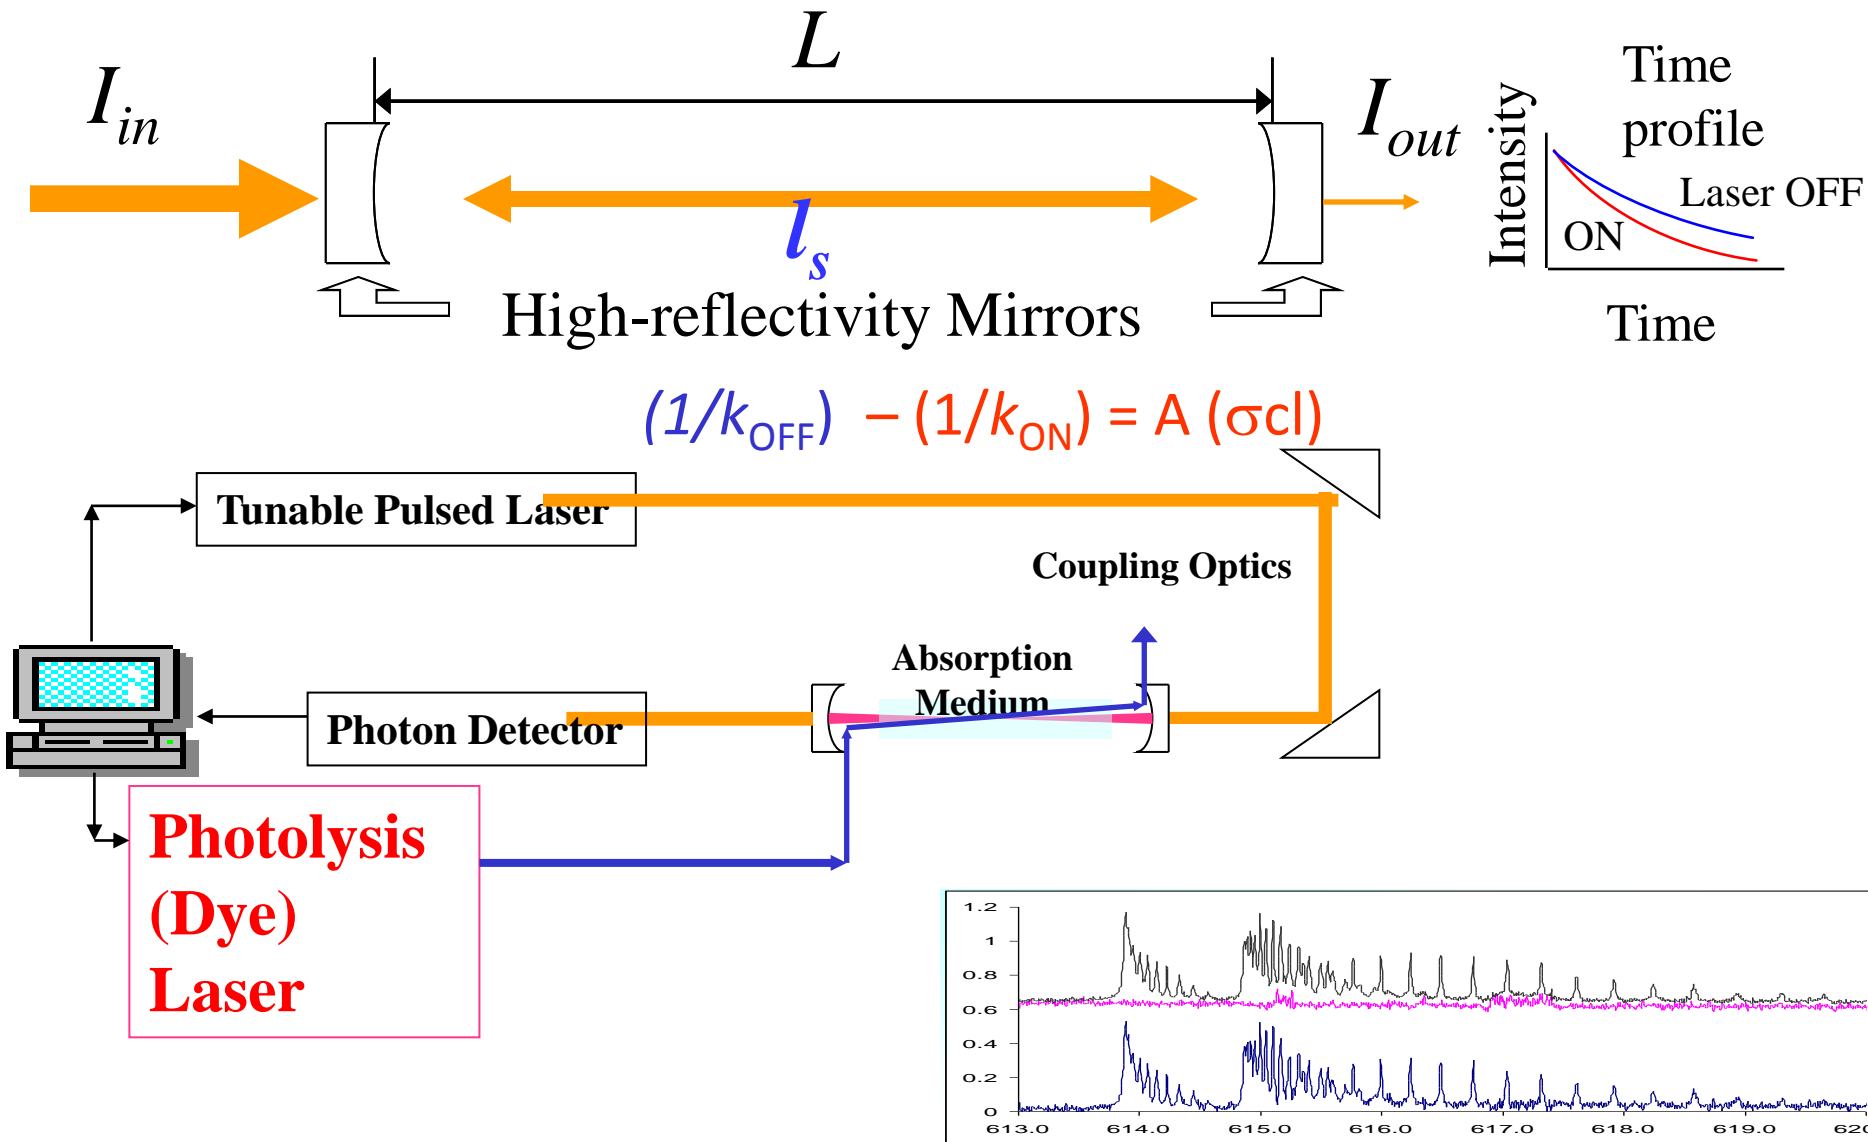 L
I_in
I_out
l_s
High-reflectivity Mirrors
Time
profile
Intensity
Laser OFF
ON
Time
(1/k_OFF) – (1/k_ON) = A (σcl)
Tunable Pulsed Laser
Coupling Optics
Absorption
Medium
Photon Detector
Photolysis
(Dye)
Laser
1.2
1
0.8
0.6
0.4
0.2
0
613.0 614.0 615.0 616.0 617.0 618.0 619.0